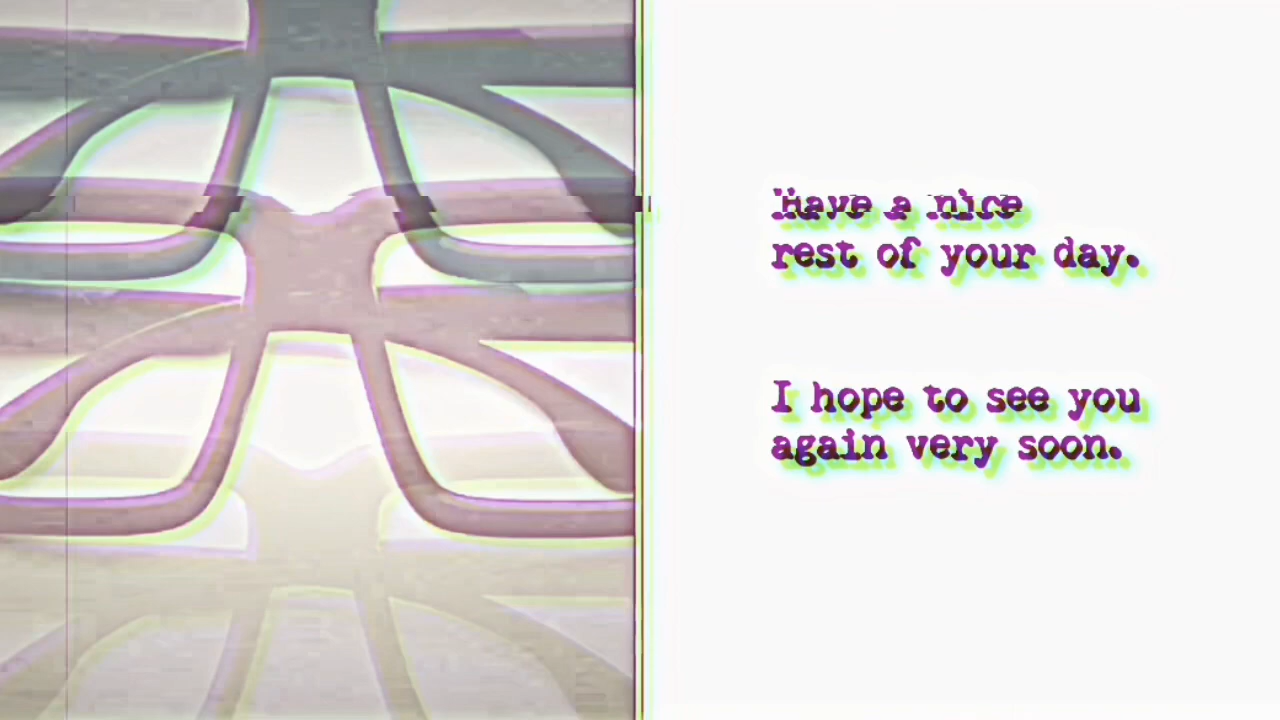 Have a nice
rest of your day.
I hope to see you
again very soon.